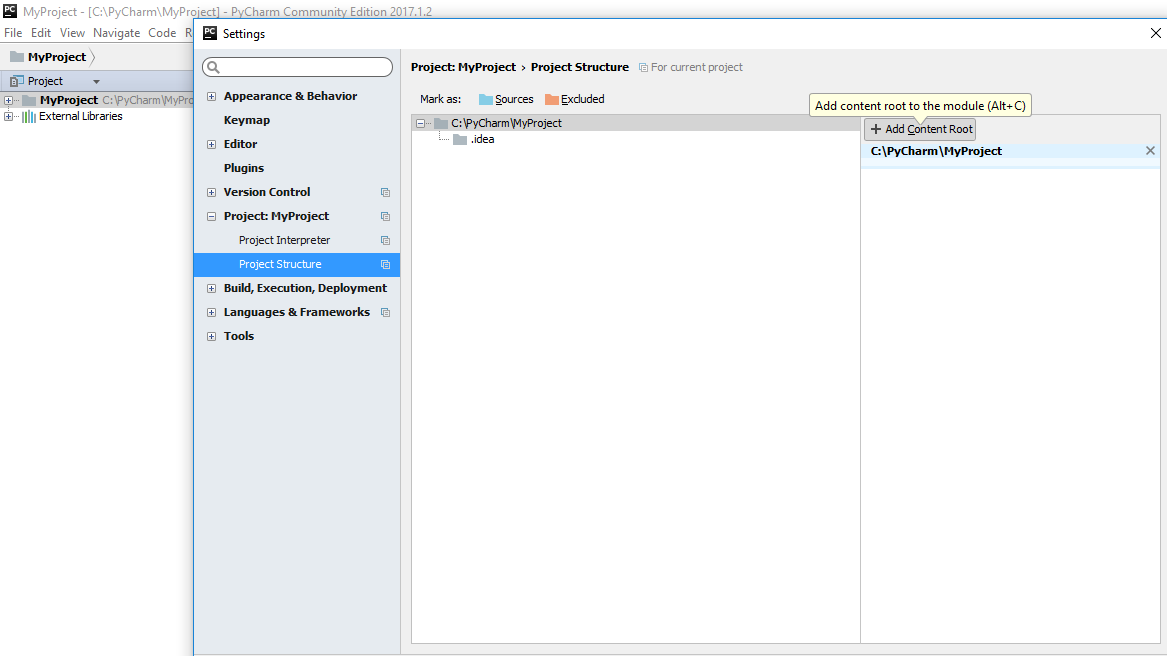 PC MyProject - [C:\PyCharm\MyProject] - PyCharm Community Edition 2017.1.2
File Edit View Navigate Code R
MyProject
Project
MyProject C:\PyCharm\MyPro
External Libraries
PC Settings
Appearance & Behavior
Keymap
Editor
Plugins
Version Control
Project: MyProject
Project Interpreter
Project Structure
Build, Execution, Deployment
Languages & Frameworks
Tools
Project: MyProject › Project Structure For current project
Mark as: Sources Excluded
C:\PyCharm\MyProject
.idea
Add content root to the module (Alt+C)
+ Add Content Root
C:\PyCharm\MyProject